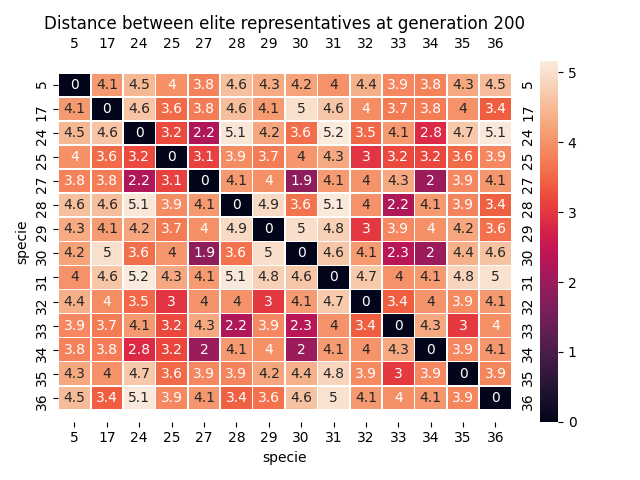 Distance between elite representatives at generation 200
5 17 24 25 27 28 29 30 31 32 33 34 35 36
5 0 4.1 4.5 4 3.8 4.6 4.3 4.2 4 4.4 3.9 3.8 4.3 4.5 5
17 4.1 0 4.6 3.6 3.8 4.6 4.1 5 4.6 4 3.7 3.8 4 3.4 17
24 4.5 4.6 0 3.2 2.2 5.1 4.2 3.6 5.2 3.5 4.1 2.8 4.7 5.1 24
25 4 3.6 3.2 0 3.1 3.9 3.7 4 4.3 3 3.2 3.2 3.6 3.9 25
27 3.8 3.8 2.2 3.1 0 4.1 4 1.9 4.1 4 4.3 2 3.9 4.1 27
28 4.6 4.6 5.1 3.9 4.1 0 4.9 3.6 5.1 4 2.2 4.1 3.9 3.4 28
29 4.3 4.1 4.2 3.7 4 4.9 0 5 4.8 3 3.9 4 4.2 3.6 29
30 4.2 5 3.6 4 1.9 3.6 5 0 4.6 4.1 2.3 2 4.4 4.6 30
31 4 4.6 5.2 4.3 4.1 5.1 4.8 4.6 0 4.7 4 4.1 4.8 5 31
32 4.4 4 3.5 3 4 4 3 4.1 4.7 0 3.4 4 3.9 4.1 32
33 3.9 3.7 4.1 3.2 4.3 2.2 3.9 2.3 4 3.4 0 4.3 3 4 33
34 3.8 3.8 2.8 3.2 2 4.1 4 2 4.1 4 4.3 0 3.9 4.1 34
35 4.3 4 4.7 3.6 3.9 3.9 4.2 4.4 4.8 3.9 3 3.9 0 3.9 35
36 4.5 3.4 5.1 3.9 4.1 3.4 3.6 4.6 5 4.1 4 4.1 3.9 0 36
5 17 24 25 27 28 29 30 31 32 33 34 35 36
specie
specie
5
4
3
2
1
0